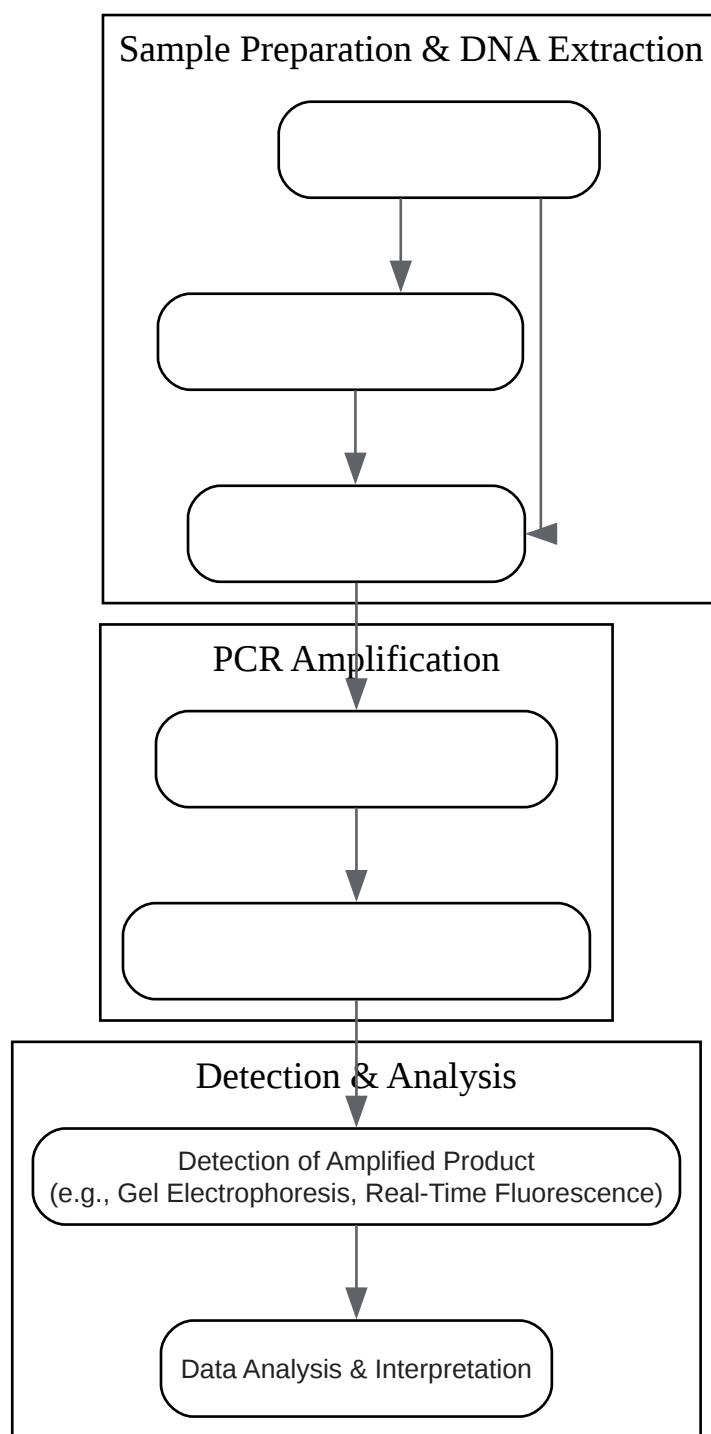 Sample Preparation & DNA Extraction
PCR Amplification
Detection & Analysis
Detection of Amplified Product
(e.g., Gel Electrophoresis, Real-Time Fluorescence)
Data Analysis & Interpretation